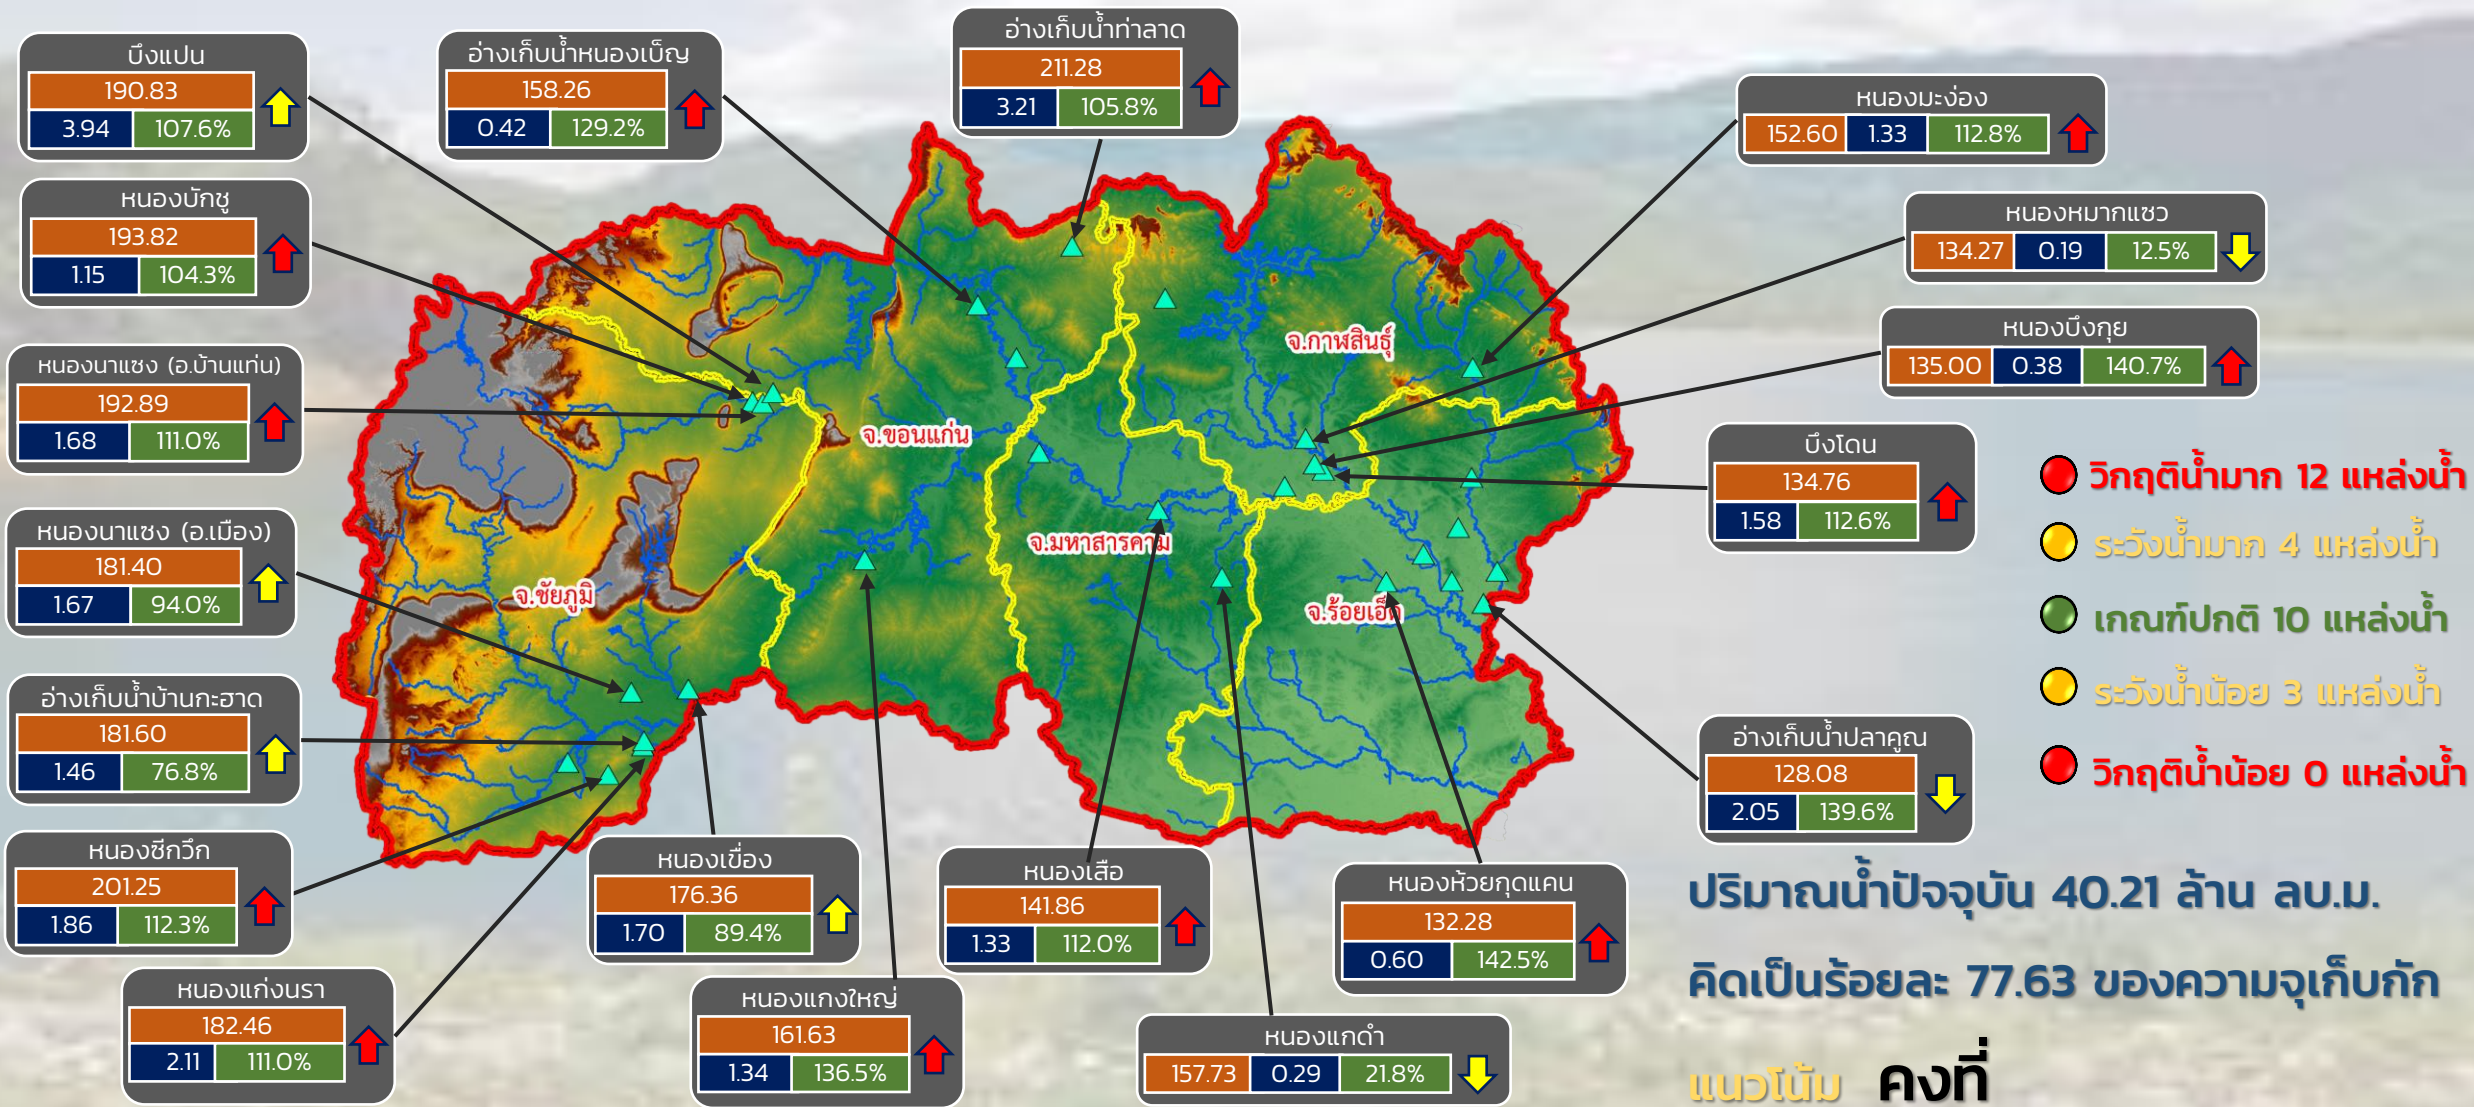 บึงแปน
190.83
3.94 107.6%
อ่างเก็บน้ำหนองเบ็ญ
158.26
0.42 129.2%
อ่างเก็บน้ำท่าลาด
211.28
3.21 105.8%
หนองมะง่อง
152.60 1.33 112.8%
หนองบักชู
193.82
1.15 104.3%
หนองหมากแซว
134.27 0.19 12.5%
หนองบึงกุย
135.00 0.38 140.7%
หนองนาแซง (อ.บ้านแท่น)
192.89
1.68 111.0%
บึงโดน
134.76
1.58 112.6%
หนองนาแซง (อ.เมือง)
181.40
1.67 94.0%
อ่างเก็บน้ำบ้านกะฮาด
181.60
1.46 76.8%
อ่างเก็บน้ำปลาคูณ
128.08
2.05 139.6%
หนองซีกวึก
201.25
1.86 112.3%
หนองแก่งนรา
182.46
2.11 111.0%
หนองเขื่อง
176.36
1.70 89.4%
หนองแกงใหญ่
161.63
1.34 136.5%
หนองเสือ
141.86
1.33 112.0%
หนองแกดำ
157.73 0.29 21.8%
หนองห้วยกุดแคน
132.28
0.60 142.5%
จ.กาฬสินธุ์
จ.ขอนแก่น
จ.มหาสารคาม
จ.ชัยภูมิ
จ.ร้อยเอ็ด
วิกฤติน้ำมาก 12 แหล่งน้ำ
ระวังน้ำมาก 4 แหล่งน้ำ
เกณฑ์ปกติ 10 แหล่งน้ำ
ระวังน้ำน้อย 3 แหล่งน้ำ
วิกฤติน้ำน้อย 0 แหล่งน้ำ
ปริมาณน้ำปัจจุบัน 40.21 ล้าน ลบ.ม.
คิดเป็นร้อยละ 77.63 ของความจุเก็บกัก
แนวโน้ม คงที่